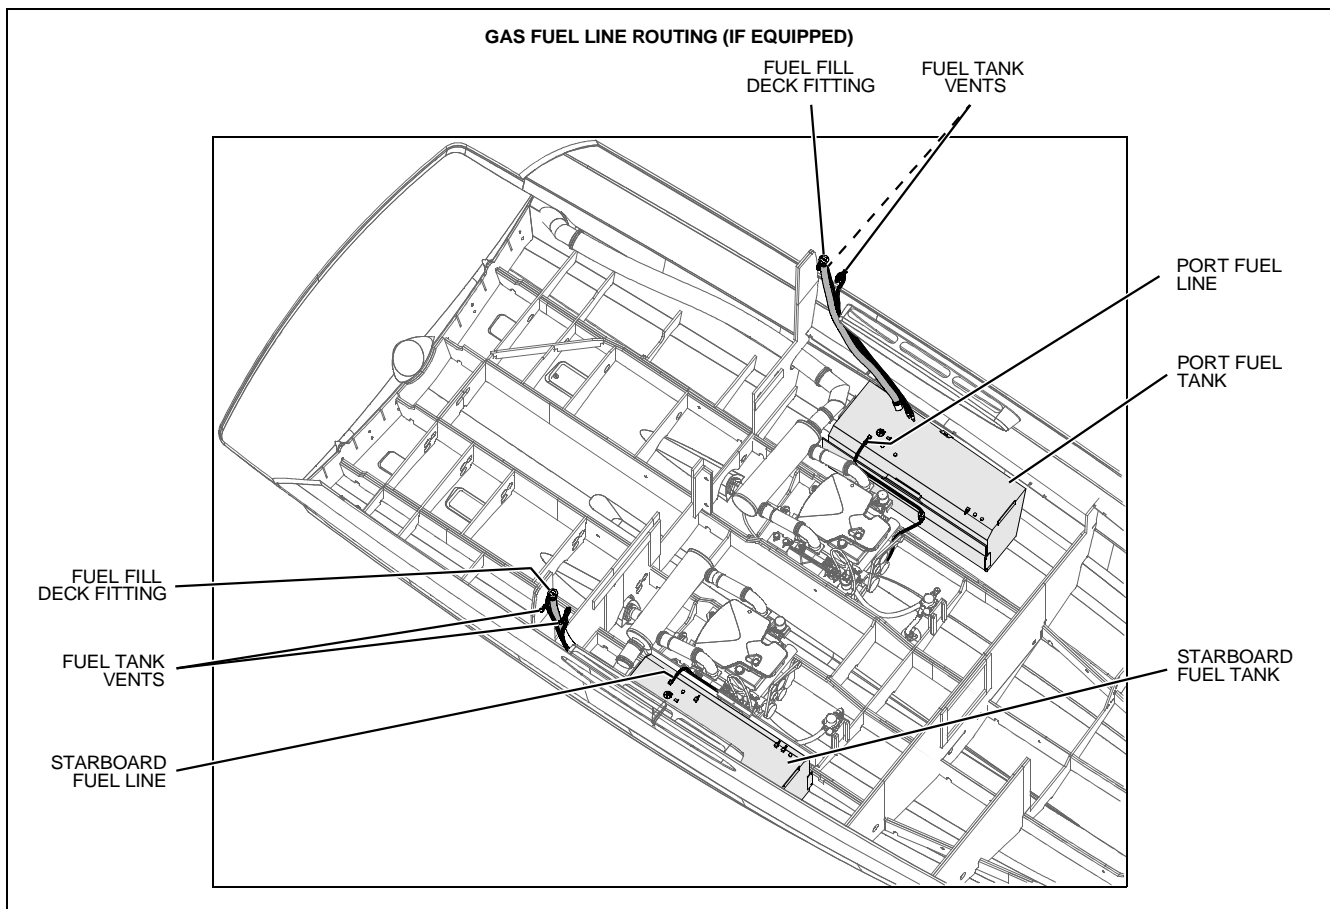 GAS FUEL LINE ROUTING (IF EQUIPPED)
FUEL FILL
DECK FITTING
FUEL TANK
VENTS
PORT FUEL
LINE
PORT FUEL
TANK
FUEL FILL
DECK FITTING
FUEL TANK
VENTS
STARBOARD
FUEL TANK
STARBOARD
FUEL LINE